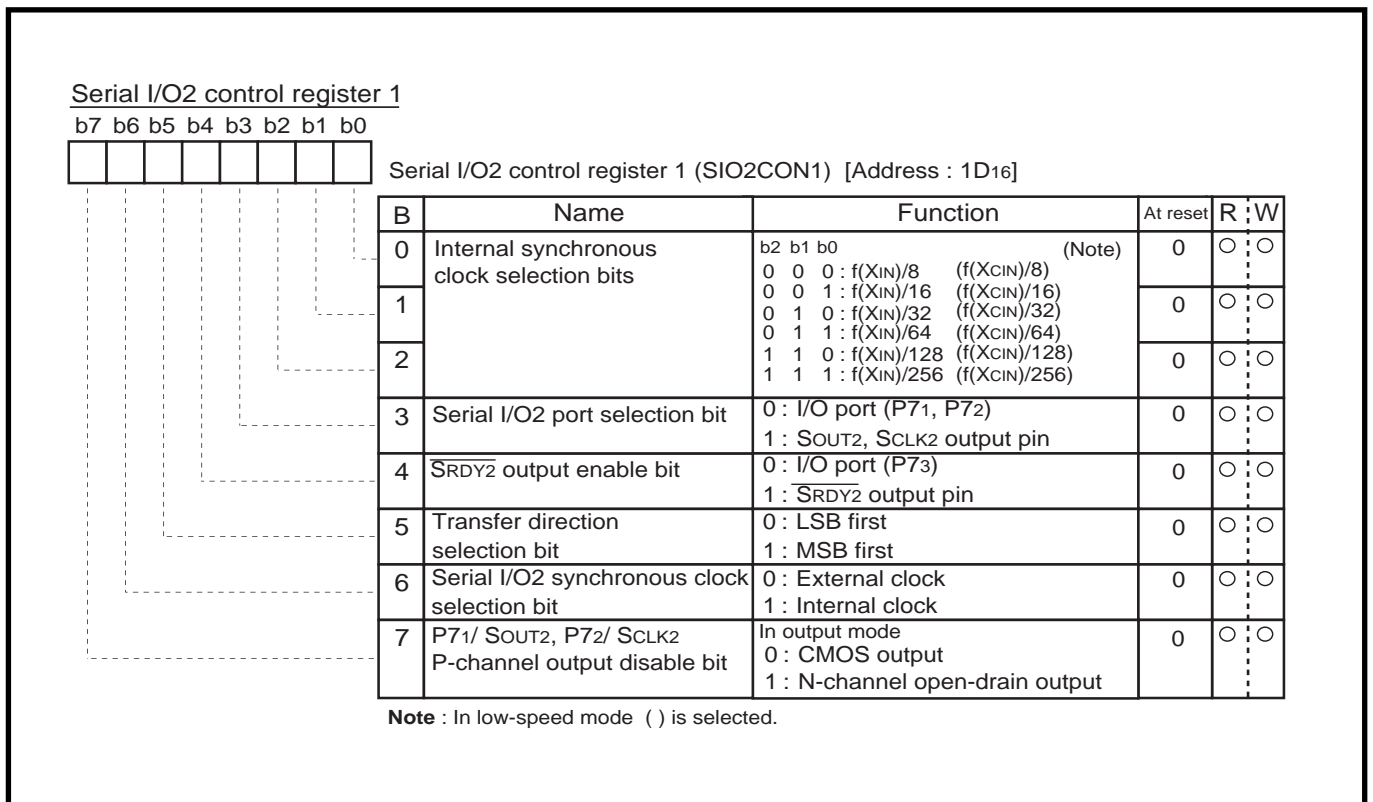 Serial I/O2 control register 1
b7 b6 b5 b4 b3 b2 b1 b0
Serial I/O2 control register 1 (SIO2CON1) [Address : 1D16]
B Name Function At reset R W
0 Internal synchronous clock selection bits b2 b1 b0 (Note) 0 ○ ○
0 0 0 : f(XIN)/8 (f(XCIN)/8)
0 0 1 : f(XIN)/16 (f(XCIN)/16)
1 0 1 0 : f(XIN)/32 (f(XCIN)/32) 0 ○ ○
0 1 1 : f(XIN)/64 (f(XCIN)/64)
2 1 1 0 : f(XIN)/128 (f(XCIN)/128) 0 ○ ○
1 1 1 : f(XIN)/256 (f(XCIN)/256)
3 Serial I/O2 port selection bit 0 : I/O port (P71, P72) 0 ○ ○
1 : SOUT2, SCLK2 output pin
4 SRDY2 output enable bit 0 : I/O port (P73) 0 ○ ○
1 : SRDY2 output pin
5 Transfer direction 0 : LSB first 0 ○ ○
selection bit 1 : MSB first
6 Serial I/O2 synchronous clock 0 : External clock 0 ○ ○
selection bit 1 : Internal clock
7 P71/ SOUT2, P72/ SCLK2 In output mode 0 ○ ○
P-channel output disable bit 0 : CMOS output
1 : N-channel open-drain output
Note : In low-speed mode ( ) is selected.